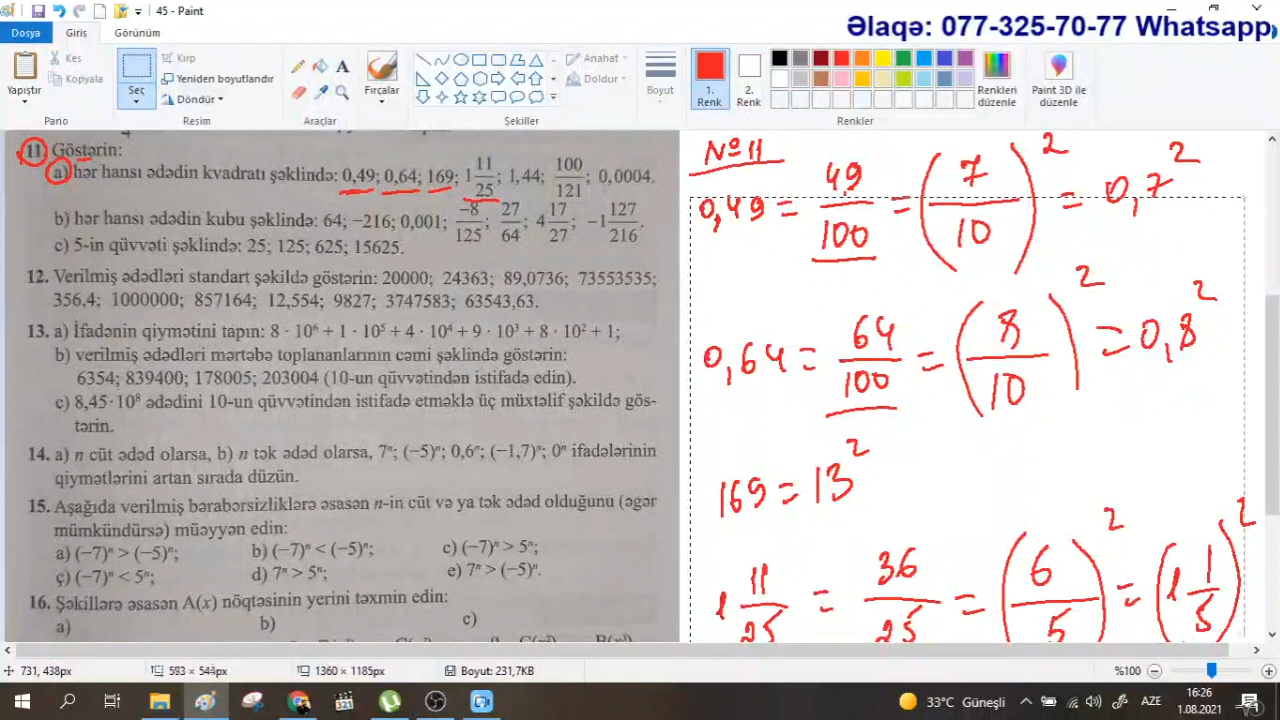 45 - Paint
Əlaqə: 077-325-70-77 Whatsapp
Dosya Giriş Görünüm
Yapıştır
Kes
Kopyala
Pano
Seç
Kırp
Yeniden boyutlandır
Döndür
Resim
Fırçalar
Araçlar
Anahat
Doldur
Şekiller
Boyut
1. Renk
2. Renk
Renkleri düzenle
Paint 3D ile düzenle
Renkler
11. Göstərin:
a) hər hansı ədədin kvadratı şəklində: 0,49; 0,64; 169; 1 11/25; 1,44; 100/121; 0,0004.
b) hər hansı ədədin kubu şəklində: 64; −216; 0,001; −8/125; 27/64; 4 17/27; −1 127/216.
c) 5-in qüvvəti şəklində: 25; 125; 625; 15625.
12. Verilmiş ədədləri standart şəkildə göstərin: 20000; 24363; 89,0736; 73553535;
356,4; 1000000; 857164; 12,554; 9827; 3747583; 63543,63.
13. a) İfadənin qiymətini tapın: 8 · 10⁶ + 1 · 10⁵ + 4 · 10⁴ + 9 · 10³ + 8 · 10² + 1;
b) verilmiş ədədləri mərtəbə toplananlarının cəmi şəklində göstərin:
6354; 839400; 178005; 203004 (10-un qüvvətindən istifadə edin).
c) 8,45·10⁸ ədədini 10-un qüvvətindən istifadə etməklə üç müxtəlif şəkildə gös-
tərin.
14. a) n cüt ədəd olarsa, b) n tək ədəd olarsa, 7ⁿ; (−5)ⁿ; 0,6ⁿ; (−1,7)ⁿ; 0ⁿ ifadələrinin
qiymətlərini artan sırada düzün.
15. Aşağıda verilmiş bərabərsizliklərə əsasən n-in cüt və ya tək ədəd olduğunu (əgər
mümkündürsə) müəyyən edin:
a) (−7)ⁿ > (−5)ⁿ; b) (−7)ⁿ < (−5)ⁿ; c) (−7)ⁿ > 5ⁿ;
ç) (−7)ⁿ < 5ⁿ; d) 7ⁿ > 5ⁿ; e) 7ⁿ > (−5)ⁿ.
16. Şəkillərə əsasən A(x) nöqtəsinin yerini təxmin edin:
a) b) c)
№ 11
0,49 = 49/100 = (7/10)² = 0,7²
0,64 = 64/100 = (8/10)² = 0,8²
169 = 13²
1 11/25 = 36/25 = (6/5)² = (1 1/5)²
731, 438px 593 × 544px 1360 × 1185px Boyut: 231,7KB %100
33°C Güneşli AZE 16:26
1.08.2021